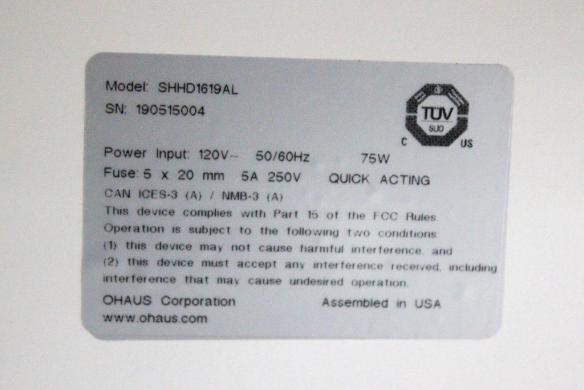 Model: SHHD1619AL
SN: 190515004
TÜV
SÜD
C US
Power Input: 120V~ 50/60Hz 75W
Fuse: 5 x 20 mm 5A 250V QUICK ACTING
CAN ICES-3 (A) / NMB-3 (A)
This device complies with Part 15 of the FCC Rules.
Operation is subject to the following two conditions:
(1) this device may not cause harmful interference, and
(2) this device must accept any interference received, including
interference that may cause undesired operation.
OHAUS Corporation Assembled in USA
www.ohaus.com